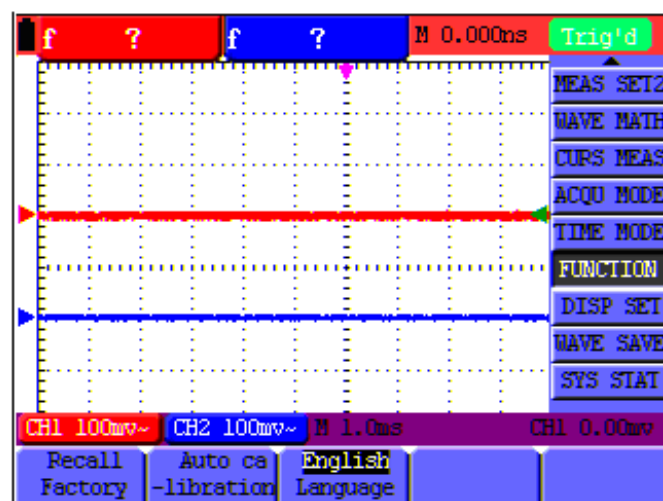 f ? f ? M 0.000ns Trig'd
MEAS SET2
WAVE MATH
CURS MEAS
ACQU MODE
TIME MODE
FUNCTION
DISP SET
WAVE SAVE
SYS STAT
CH1 100mv~ CH2 100mv~ M 1.0ms CH1 0.00mv
Recall Factory
Auto ca-libration
English Language